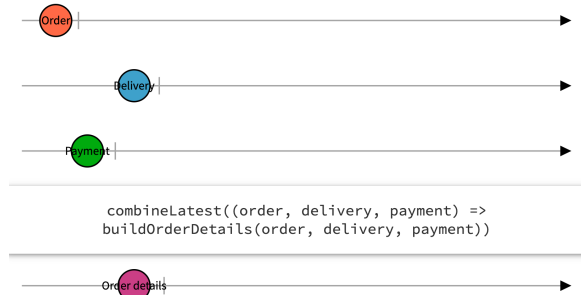 Order
Delivery
Payment
combineLatest((order, delivery, payment) =>
buildOrderDetails(order, delivery, payment))
Order details